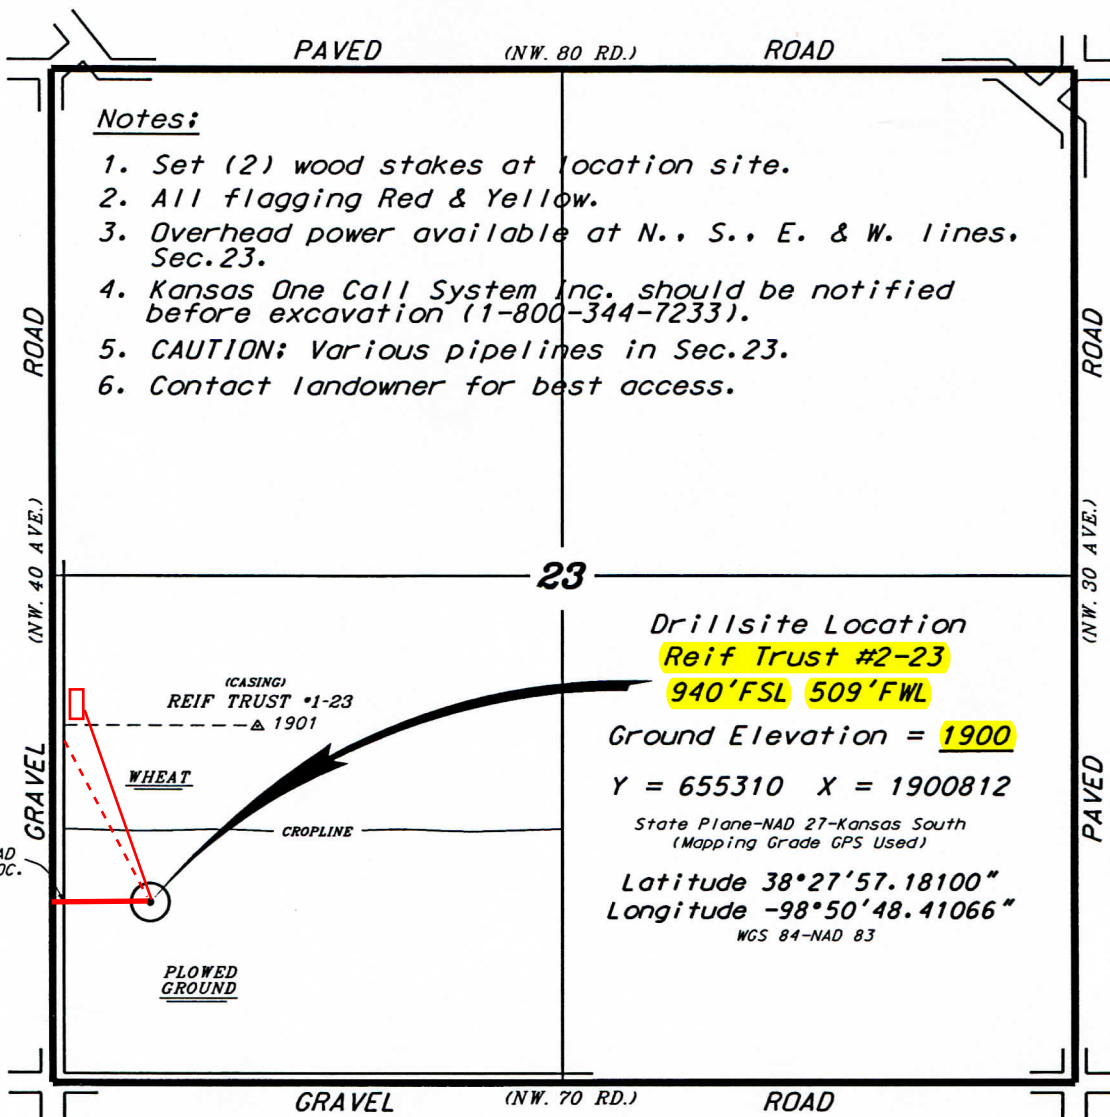 PAVED (NW. 80 RD.) ROAD
Notes:
1. Set (2) wood stakes at location site.
2. All flagging Red & Yellow.
3. Overhead power available at N., S., E. & W. lines,
Sec.23.
4. Kansas One Call System Inc. should be notified
before excavation (1-800-344-7233).
5. CAUTION: Various pipelines in Sec.23.
6. Contact landowner for best access.
ROAD
(NW. 40 AVE.)
GRAVEL
ROAD
(NW. 30 AVE.)
PAVED
23
Drillsite Location
Reif Trust #2-23
940'FSL 509'FWL
Ground Elevation = 1900
Y = 655310 X = 1900812
State Plane-NAD 27-Kansas South
(Mapping Grade GPS Used)
Latitude 38°27'57.18100"
Longitude -98°50'48.41066"
WGS 84-NAD 83
(CASING)
REIF TRUST #1-23
1901
WHEAT
CROPLINE
PLOWED
GROUND
GRAVEL (NW. 70 RD.) ROAD